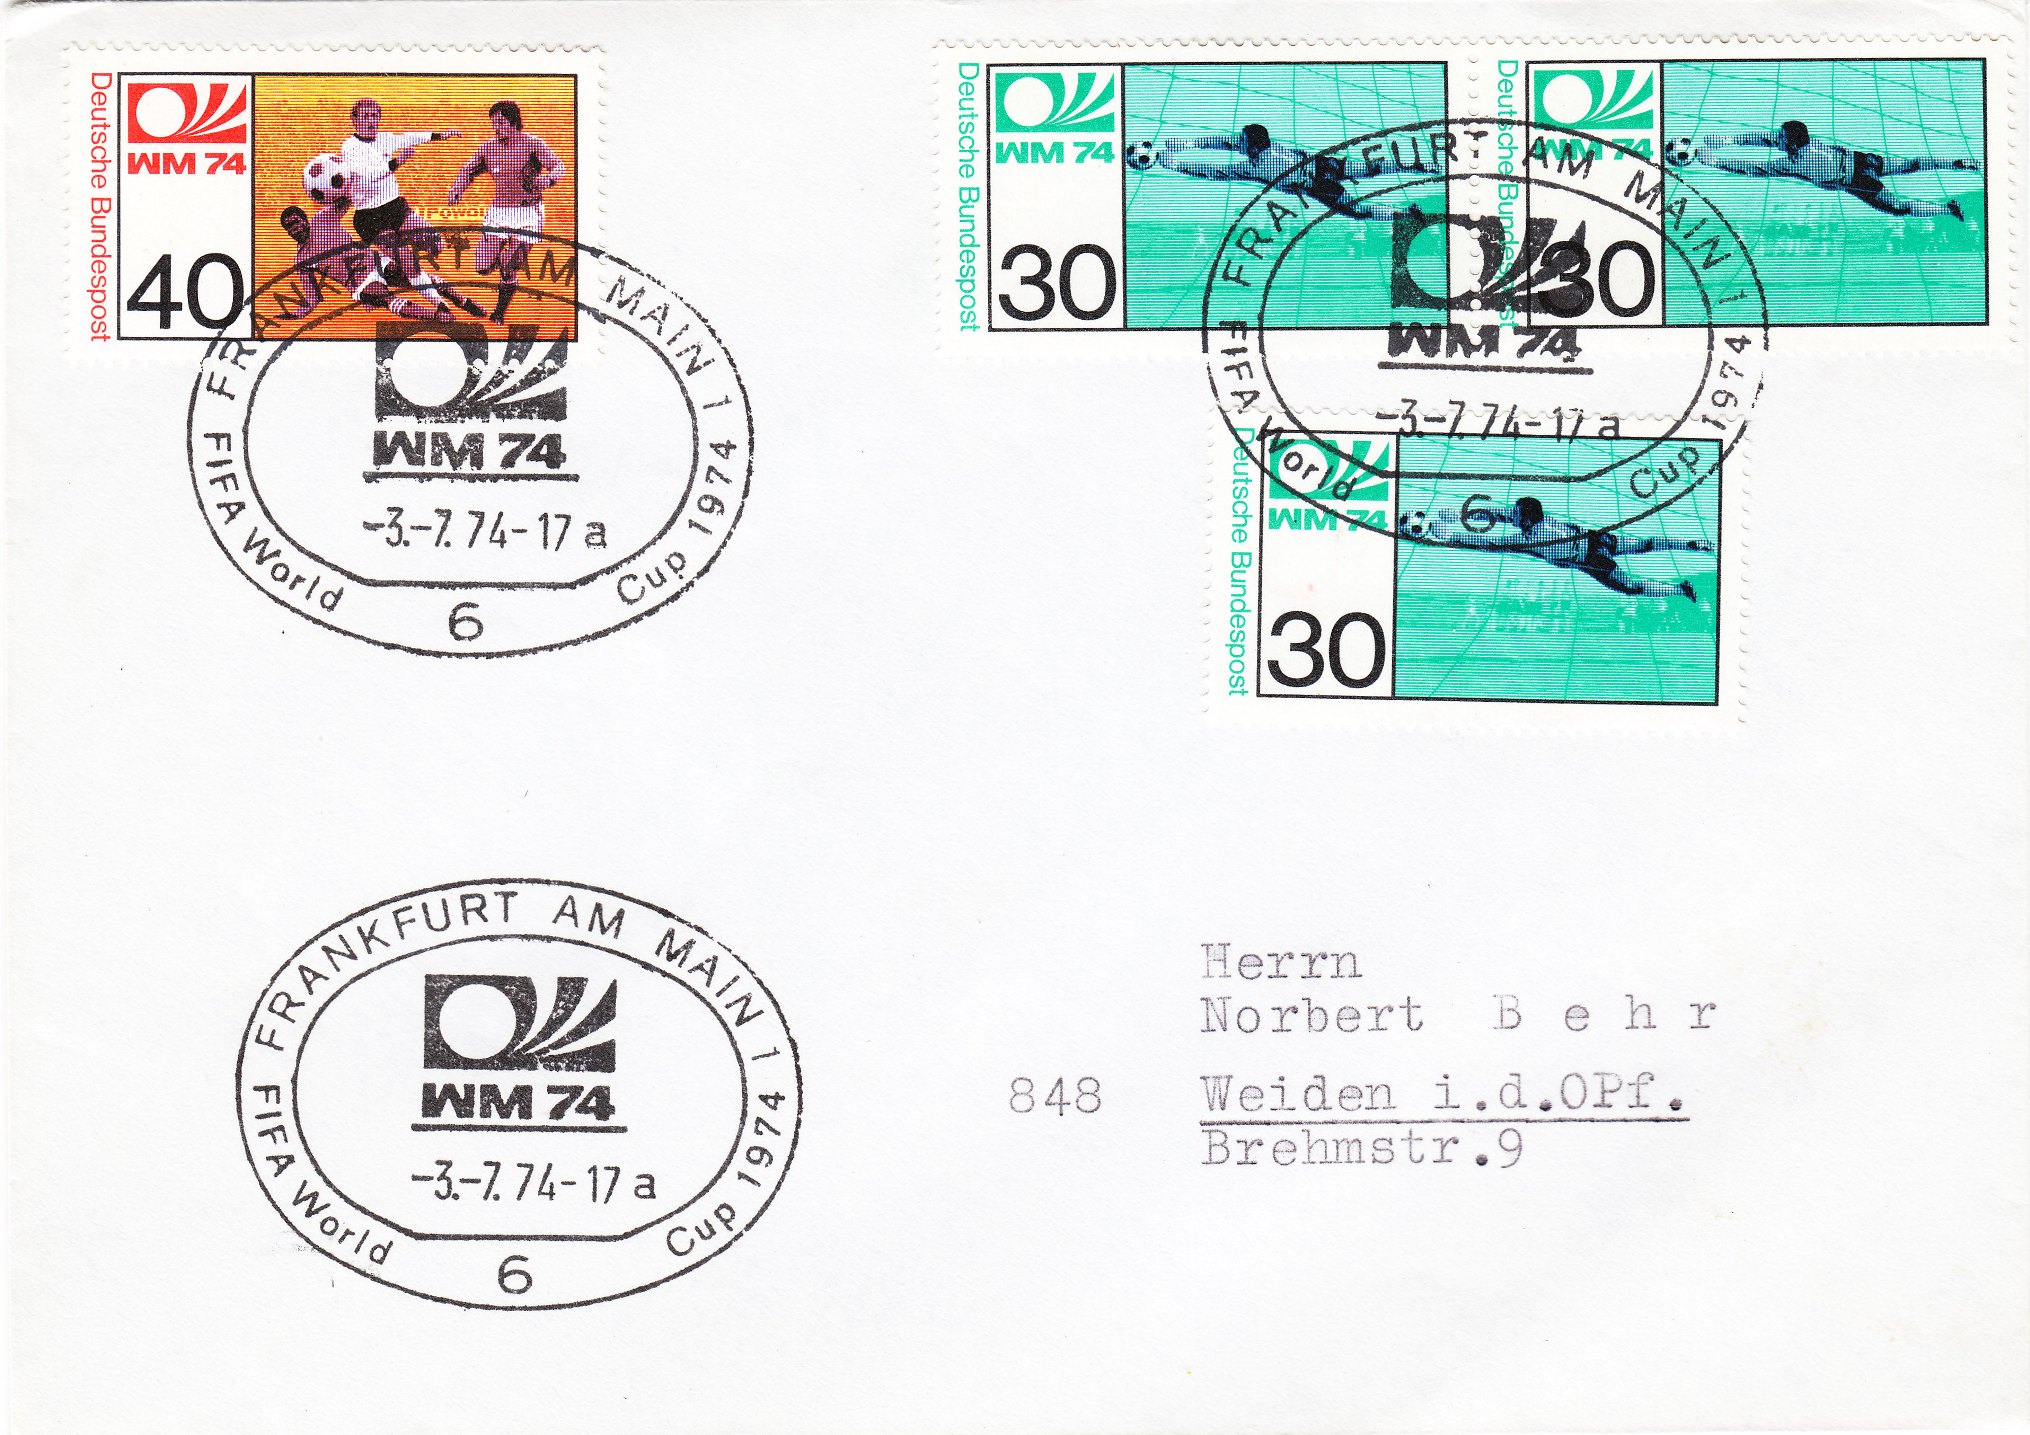 Deutsche Bundespost
WM 74
40
Deutsche Bundespost
WM 74
30
Deutsche Bundespost
WM 74
30
Deutsche Bundespost
WM 74
30
FRANKFURT AM MAIN 1
WM 74
-3.-7.74-17 a
FIFA World Cup 1974
6
FRANKFURT AM MAIN 1
WM 74
-3.-7.74-17 a
FIFA World Cup 1974
6
FRANKFURT AM MAIN 1
WM 74
-3.-7.74-17 a
FIFA World Cup 1974
6
Herrn
Norbert B e h r
848 Weiden i.d.OPf.
Brehmstr.9